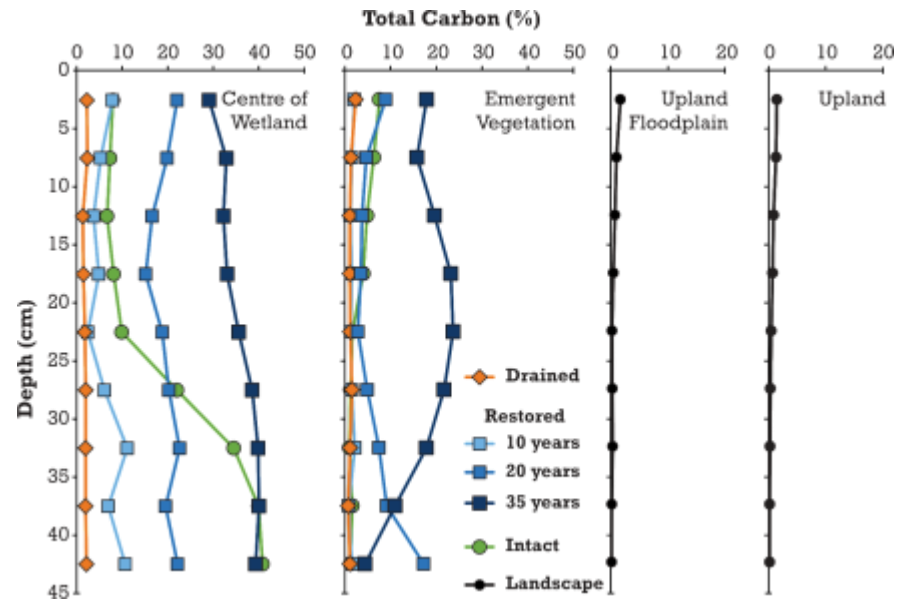 Total Carbon (%)
0 10 20 30 40 50
0 10 20 30 40 50
0 10 20
0 10 20
Depth (cm)
0
5
10
15
20
25
30
35
40
45
Centre of
Wetland
Emergent
Vegetation
Upland
Floodplain
Upland
Drained
Restored
10 years
20 years
35 years
Intact
Landscape